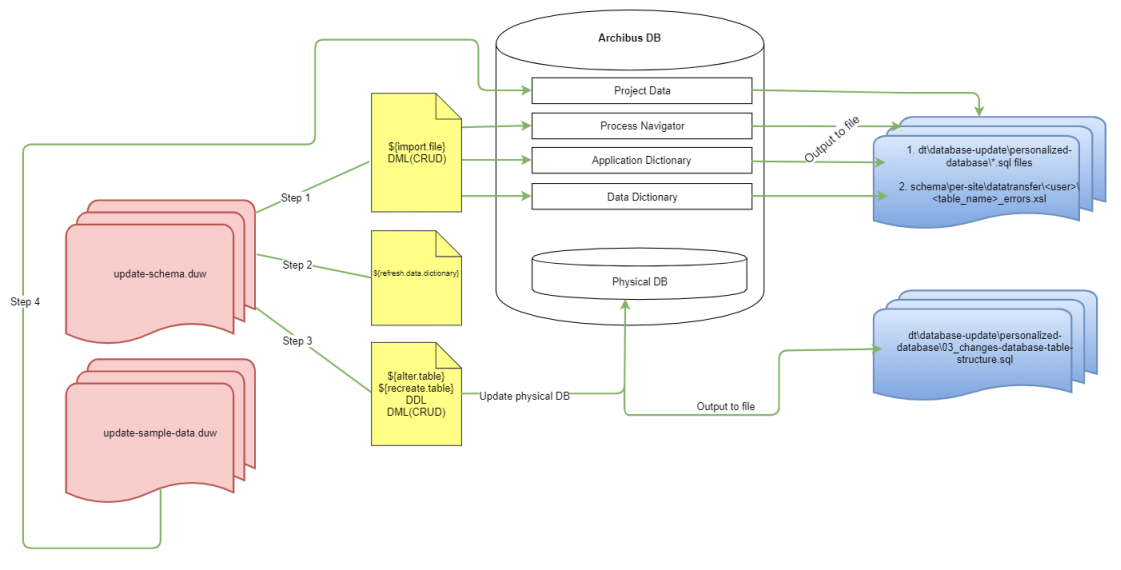 Archibus DB
Project Data
Process Navigator
Application Dictionary
Data Dictionary
Physical DB
Output to file
1. dt\database-update\personalized-
database\*.sql files
2. schema\per-site\datatransfer\<user>\
<table_name>_errors.xsl
${import.file}
DML(CRUD)
Step 1
update-schema.duw
Step 2
${refresh.data.dictionary}
Step 3
Step 4
${alter.table}
${recreate.table}
DDL
DML(CRUD)
Update physical DB
Output to file
dt\database-update\personalized-
database\03_changes-database-table-
structure.sql
update-sample-data.duw